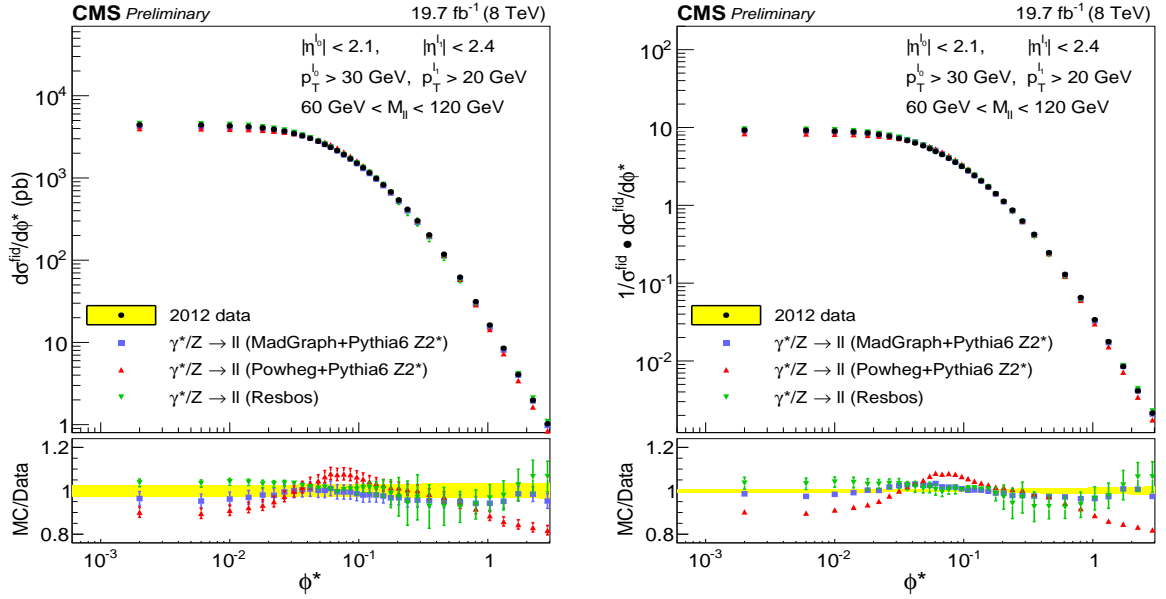 CMS Preliminary 19.7 fb⁻¹ (8 TeV)
|η^l₀| < 2.1, |η^l₁| < 2.4
p_T^l₀ > 30 GeV, p_T^l₁ > 20 GeV
60 GeV < M_ll < 120 GeV
dσ^fid/dϕ* (pb)
10⁴
10³
10²
10
1
2012 data
γ*/Z → ll (MadGraph+Pythia6 Z2*)
γ*/Z → ll (Powheg+Pythia6 Z2*)
γ*/Z → ll (Resbos)
MC/Data
1.2
1
0.8
10⁻³ 10⁻² 10⁻¹ 1
ϕ*
CMS Preliminary 19.7 fb⁻¹ (8 TeV)
|η^l₀| < 2.1, |η^l₁| < 2.4
p_T^l₀ > 30 GeV, p_T^l₁ > 20 GeV
60 GeV < M_ll < 120 GeV
1/σ^fid • dσ^fid/dϕ*
10²
10
1
10⁻¹
10⁻²
2012 data
γ*/Z → ll (MadGraph+Pythia6 Z2*)
γ*/Z → ll (Powheg+Pythia6 Z2*)
γ*/Z → ll (Resbos)
MC/Data
1.2
1
0.8
10⁻³ 10⁻² 10⁻¹ 1
ϕ*